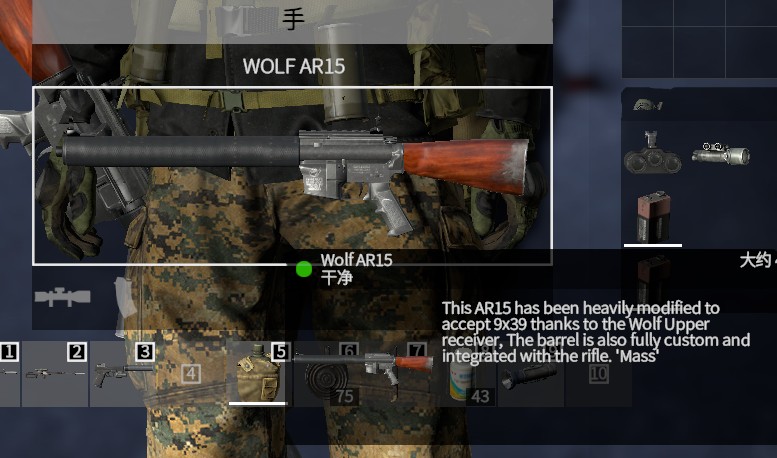 手
WOLF AR15
Wolf AR15
干净
大约
This AR15 has been heavily modified to
accept 9x39 thanks to the Wolf Upper
receiver, The barrel is also fully custom and
integrated with the rifle. 'Mass'
1
2
3
4
5
6
7
75
43
10